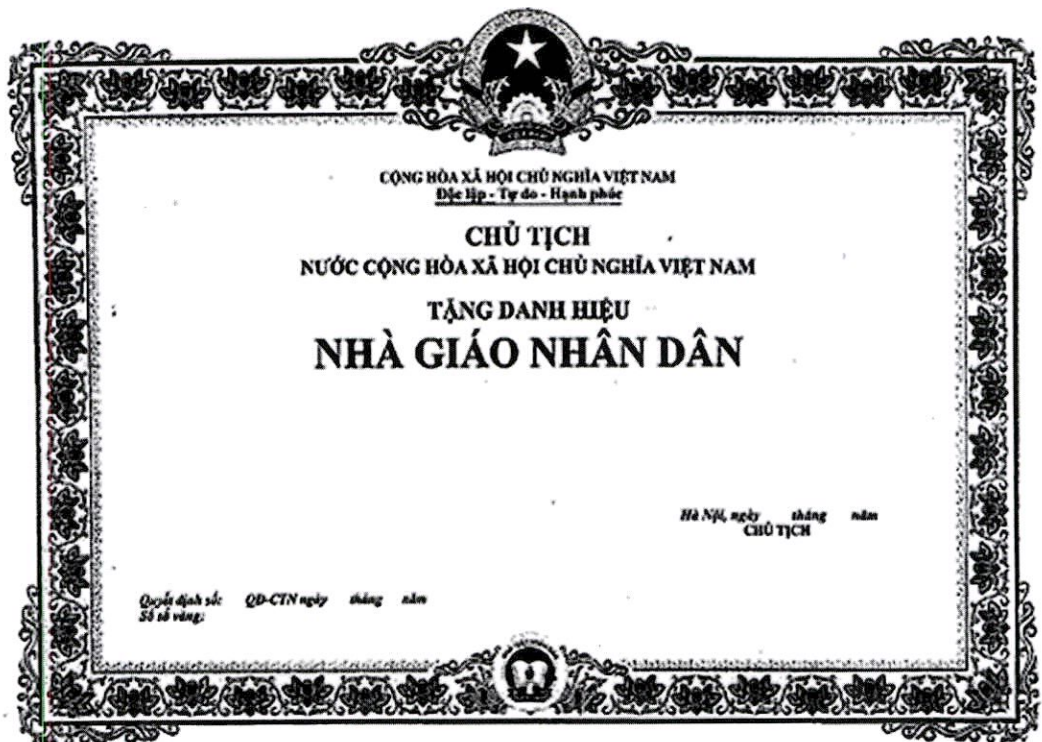 CỘNG HÒA XÃ HỘI CHỦ NGHĨA VIỆT NAM
Độc lập - Tự do - Hạnh phúc
CHỦ TỊCH
NƯỚC CỘNG HÒA XÃ HỘI CHỦ NGHĨA VIỆT NAM
TẶNG DANH HIỆU
NHÀ GIÁO NHÂN DÂN
Hà Nội, ngày tháng năm
CHỦ TỊCH
Quyết định số: QĐ-CTN ngày tháng năm
Số sổ vàng: